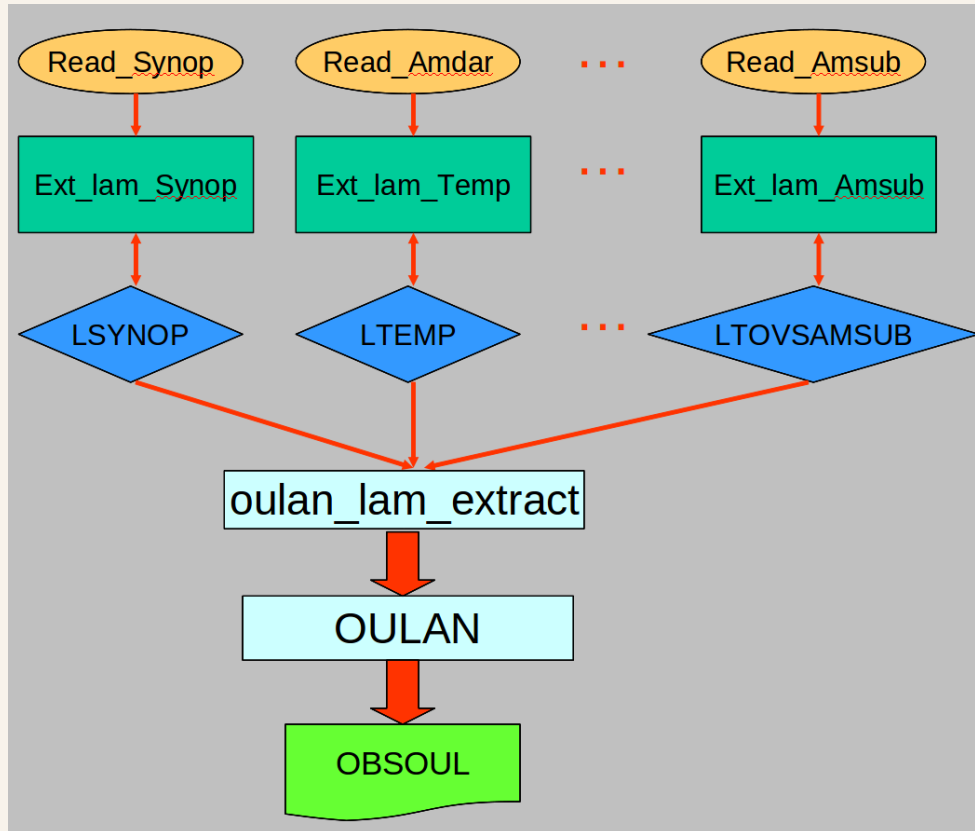 Read_Synop
Read_Amdar
...
Read_Amsub
Ext_lam_Synop
Ext_lam_Temp
...
Ext_lam_Amsub
LSYNOP
LTEMP
...
LTOVSAMSUB
oulan_lam_extract
OULAN
OBSOUL